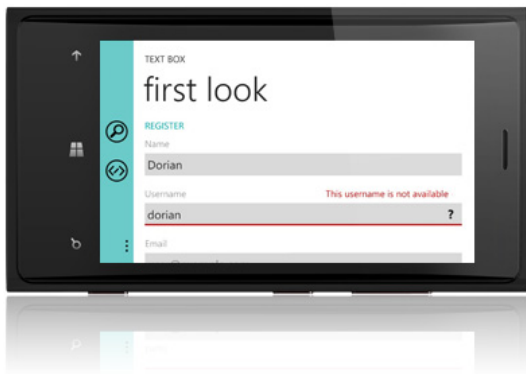 TEXT BOX
first look
REGISTER
Name
Dorian
Username This username is not available
dorian ?
Email